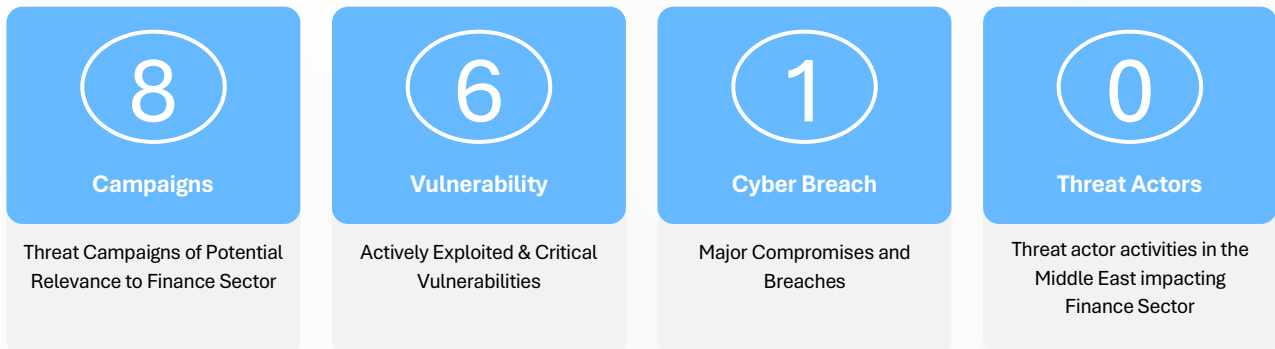 8
Campaigns
Threat Campaigns of Potential
Relevance to Finance Sector
6
Vulnerability
Actively Exploited & Critical
Vulnerabilities
1
Cyber Breach
Major Compromises and
Breaches
0
Threat Actors
Threat actor activities in the
Middle East impacting
Finance Sector